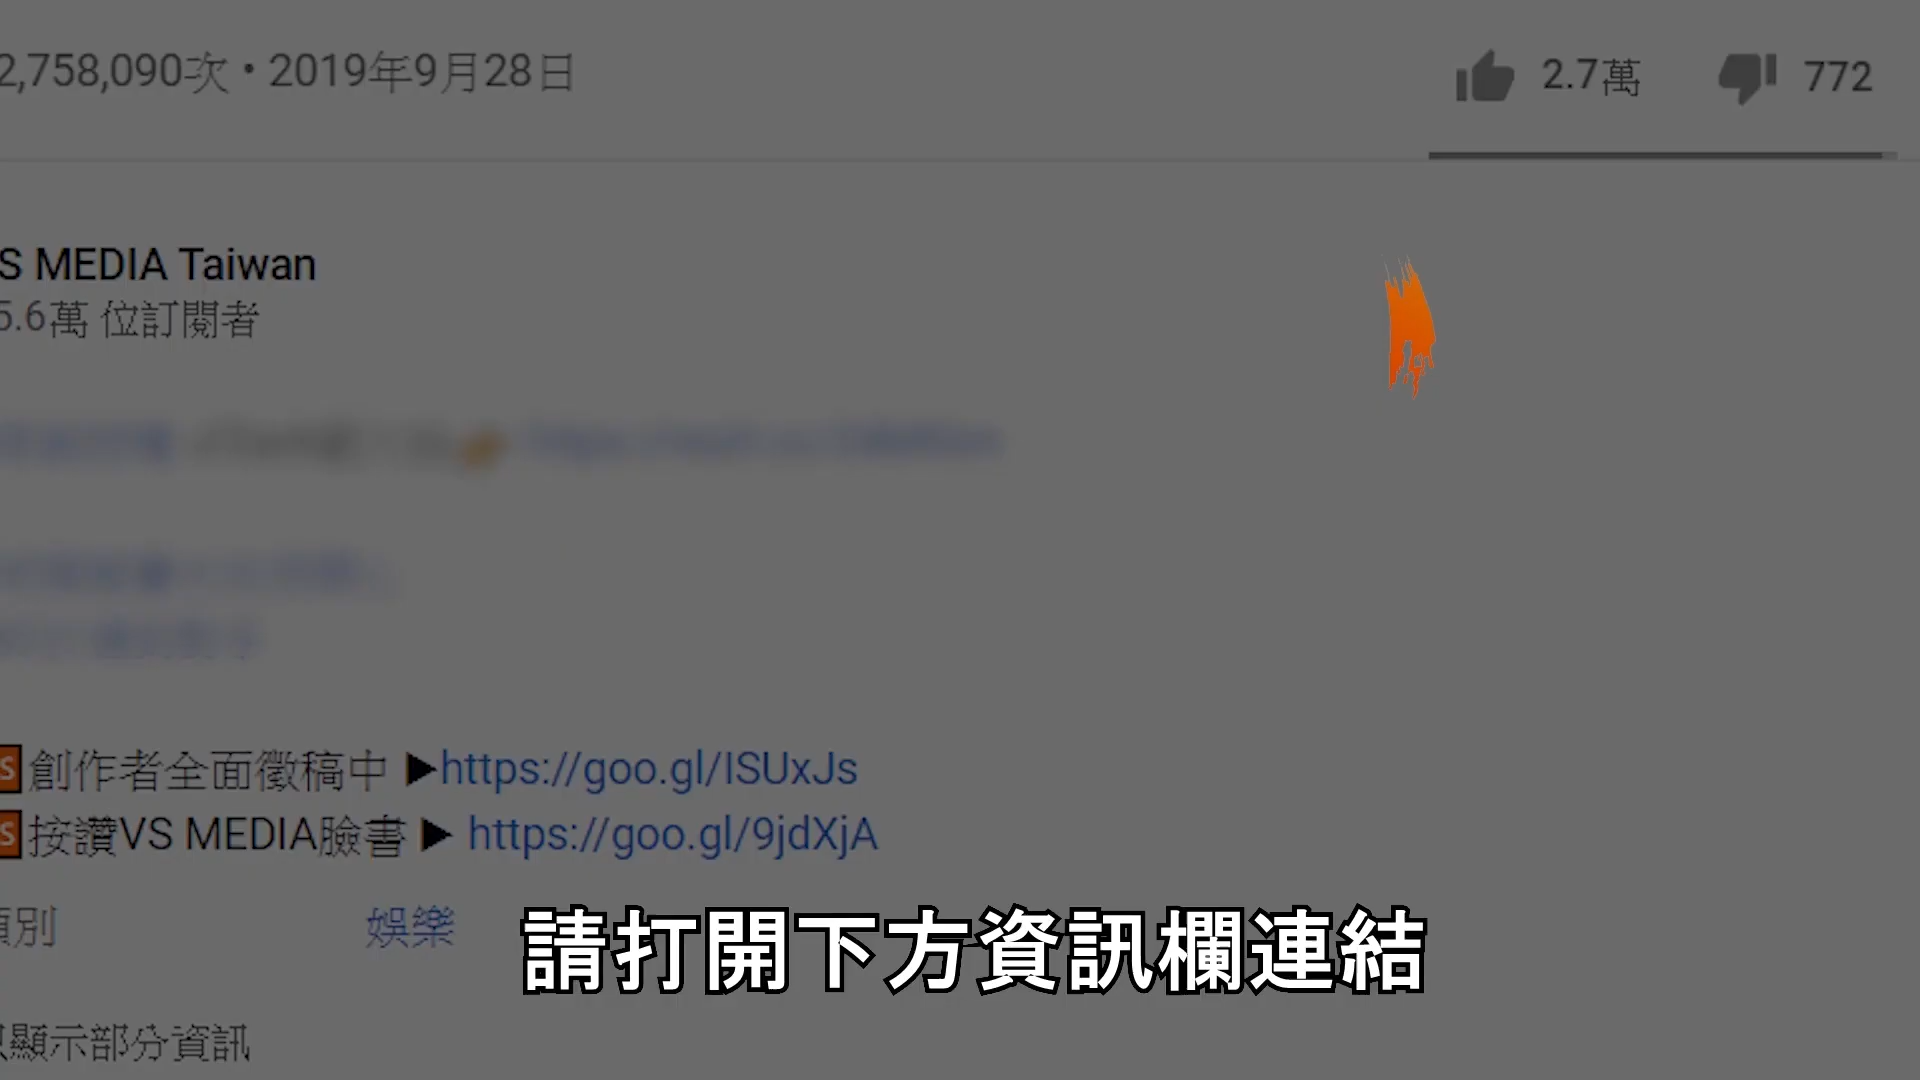 2,758,090次 • 2019年9月28日
2.7萬
772
S MEDIA Taiwan
5.6萬 位訂閱者
S創作者全面徵稿中 ▶https://goo.gl/ISUxJs
S按讚VS MEDIA臉書 ▶ https://goo.gl/9jdXjA
類別 娛樂
請打開下方資訊欄連結
只顯示部分資訊